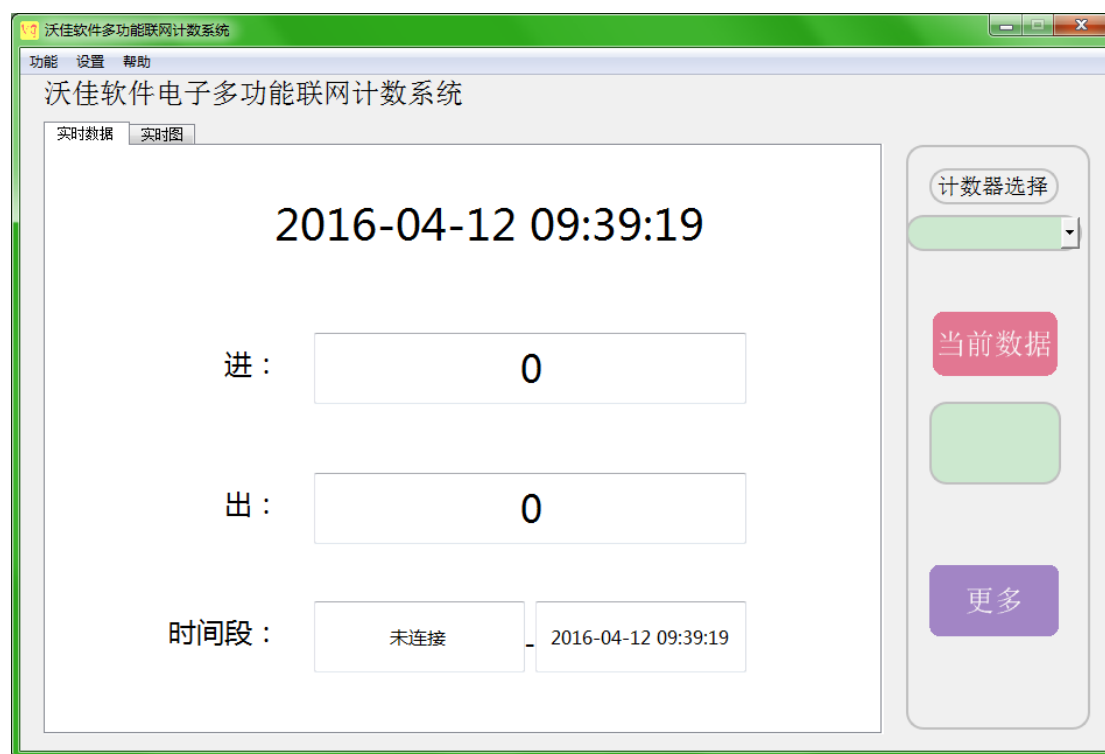 沃佳软件多功能联网计数系统
功能 设置 帮助
沃佳软件电子多功能联网计数系统
实时数据 实时图
2016-04-12 09:39:19
进：
0
出：
0
时间段：
未连接
-
2016-04-12 09:39:19
计数器选择
当前数据
更多